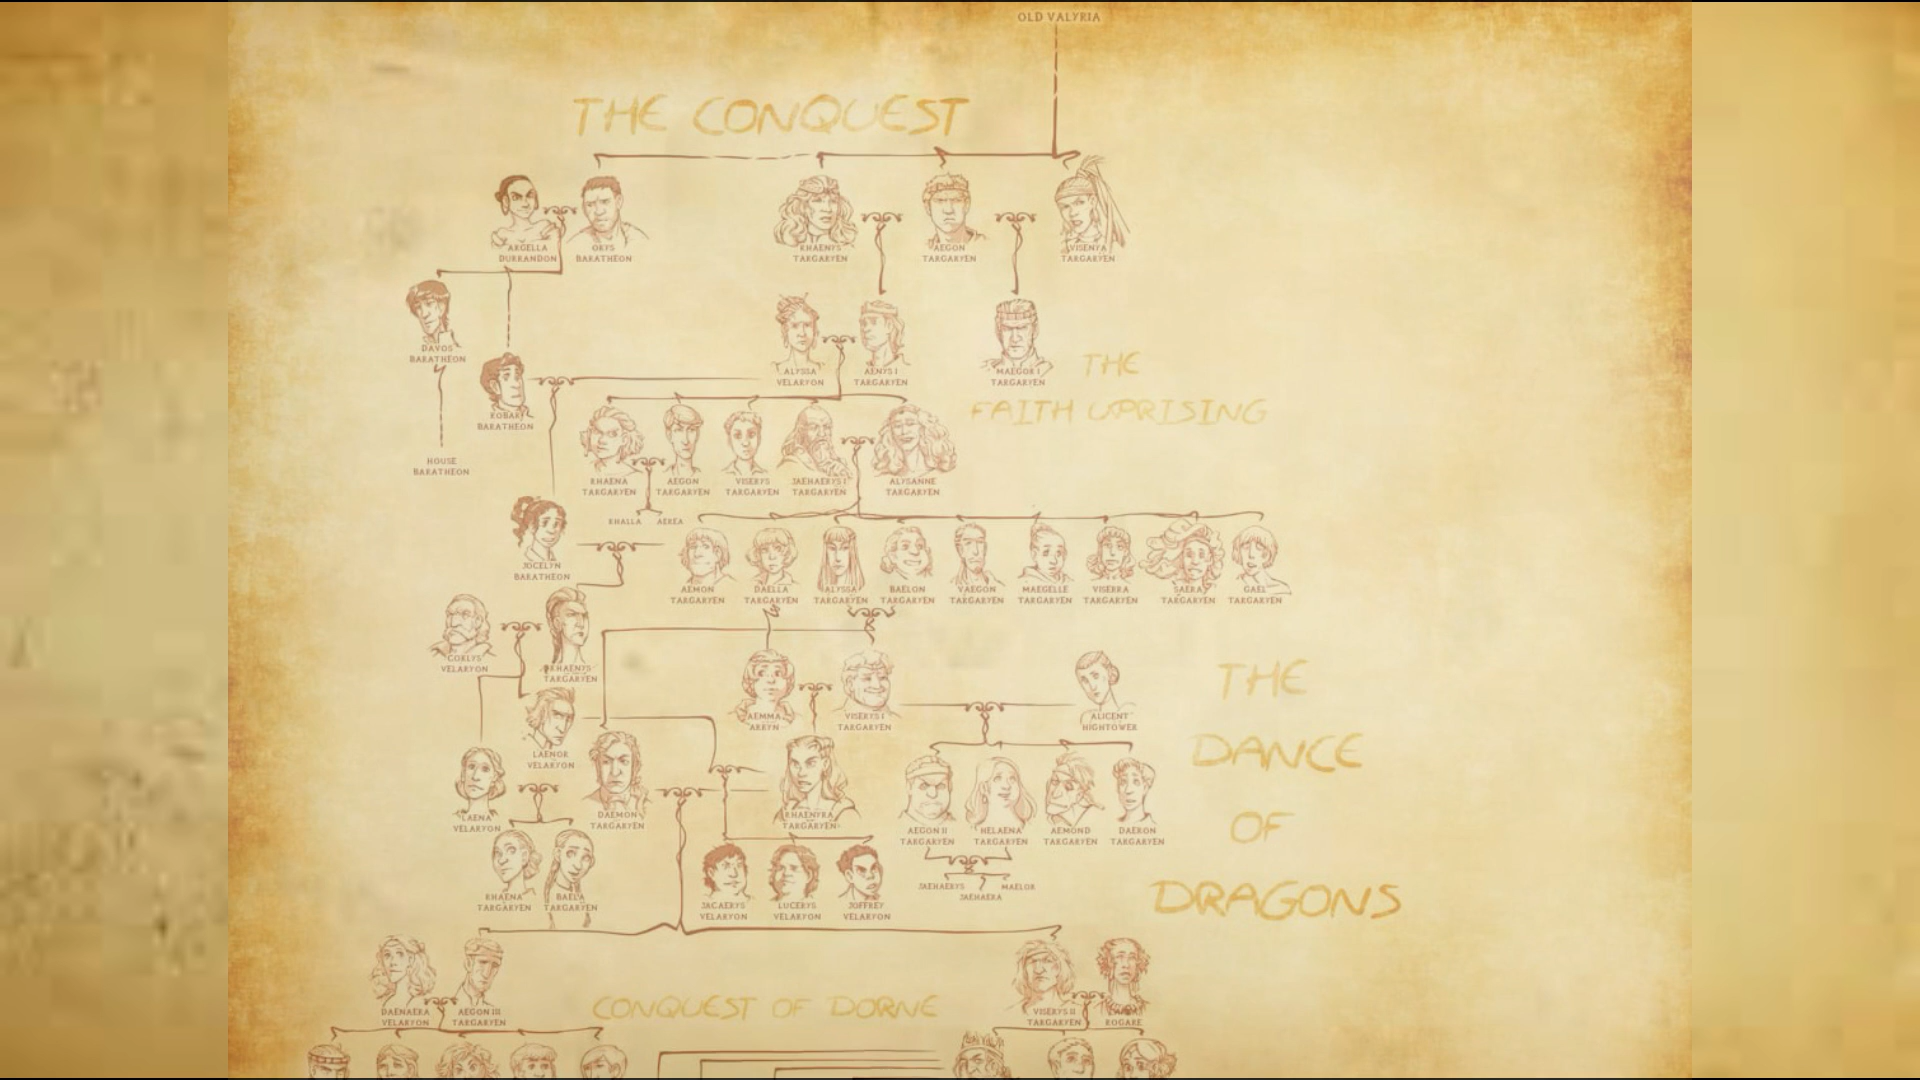 OLD VALYRIA
THE CONQUEST
ARGELLA
DURRANDON
ORYS
BARATHEON
RHAENYS
TARGARYEN
AEGON
TARGARYEN
VISENYA
TARGARYEN
DAVOS
BARATHEON
ALYSSA
VELARYON
AENYS I
TARGARYEN
MAEGOR I
TARGARYEN
THE
FAITH UPRISING
ROBAR
BARATHEON
HOUSE
BARATHEON
RHAENA
TARGARYEN
AEGON
TARGARYEN
VISERYS
TARGARYEN
JAEHAERYS I
TARGARYEN
ALYSANNE
TARGARYEN
RHALLA
AEREA
JOCELYN
BARATHEON
AEMON
TARGARYEN
DAELLA
TARGARYEN
ALYSSA
TARGARYEN
BAELON
TARGARYEN
VAEGON
TARGARYEN
MAEGELLE
TARGARYEN
VISERRA
TARGARYEN
SAERA
TARGARYEN
GAEL
TARGARYEN
CORLYS
VELARYON
RHAENYS
TARGARYEN
AEMMA
ARRYN
VISERYS I
TARGARYEN
ALICENT
HIGHTOWER
THE
DANCE
OF
DRAGONS
LAENOR
VELARYON
LAENA
VELARYON
DAEMON
TARGARYEN
RHAENYRA
TARGARYEN
AEGON II
TARGARYEN
HELAENA
TARGARYEN
AEMOND
TARGARYEN
DAERON
TARGARYEN
RHAENA
TARGARYEN
BAELA
TARGARYEN
JACAERYS
VELARYON
LUCERYS
VELARYON
JOFFREY
VELARYON
JAEHAERYS
JAEHAERA
MAELOR
DAENAERA
VELARYON
AEGON III
TARGARYEN
CONQUEST OF DORNE
VISERYS II
TARGARYEN
ROGARE